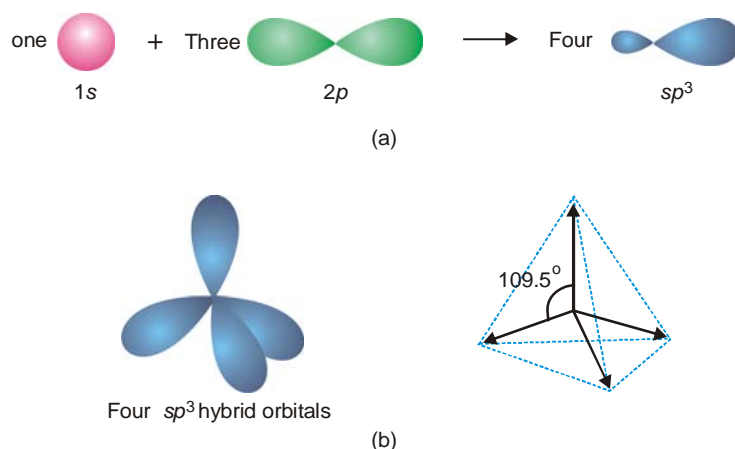 one + Three → Four
1s 2p sp³
(a)
109.5°
Four sp³ hybrid orbitals
(b)